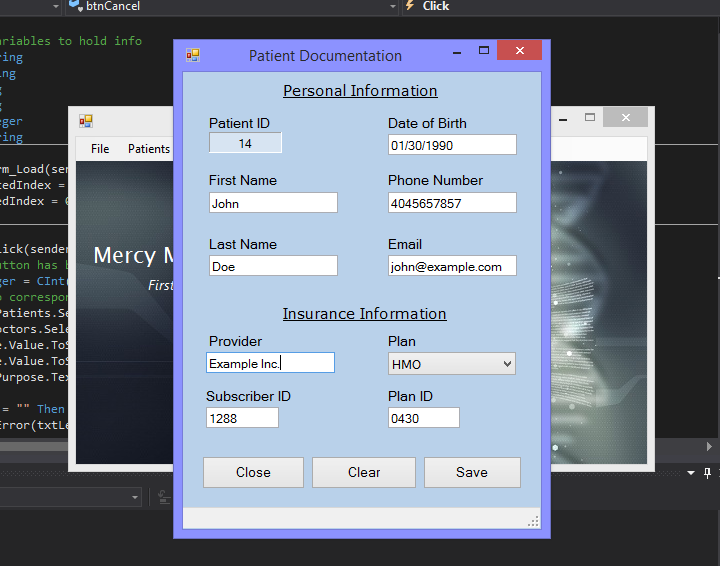 btnCancel
Click
ariables to hold info
ring
ing
teger
ring
Patient Documentation
Personal Information
Patient ID
Date of Birth
14
01/30/1990
First Name
Phone Number
John
4045657857
Last Name
Email
Doe
john@example.com
Insurance Information
Provider
Plan
Example Inc.
HMO
Subscriber ID
Plan ID
1288
0430
Close Clear Save
File Patients
Mercy M
First
rm_Load(sen
tedIndex =
edIndex = 0
lick(sender
utton has b
ger = CInt
o correspon
Patients.Se
octors.Sele
e.Value.ToS
e.Value.ToS
Purpose.Tex
= "" Then
Error(txtLe